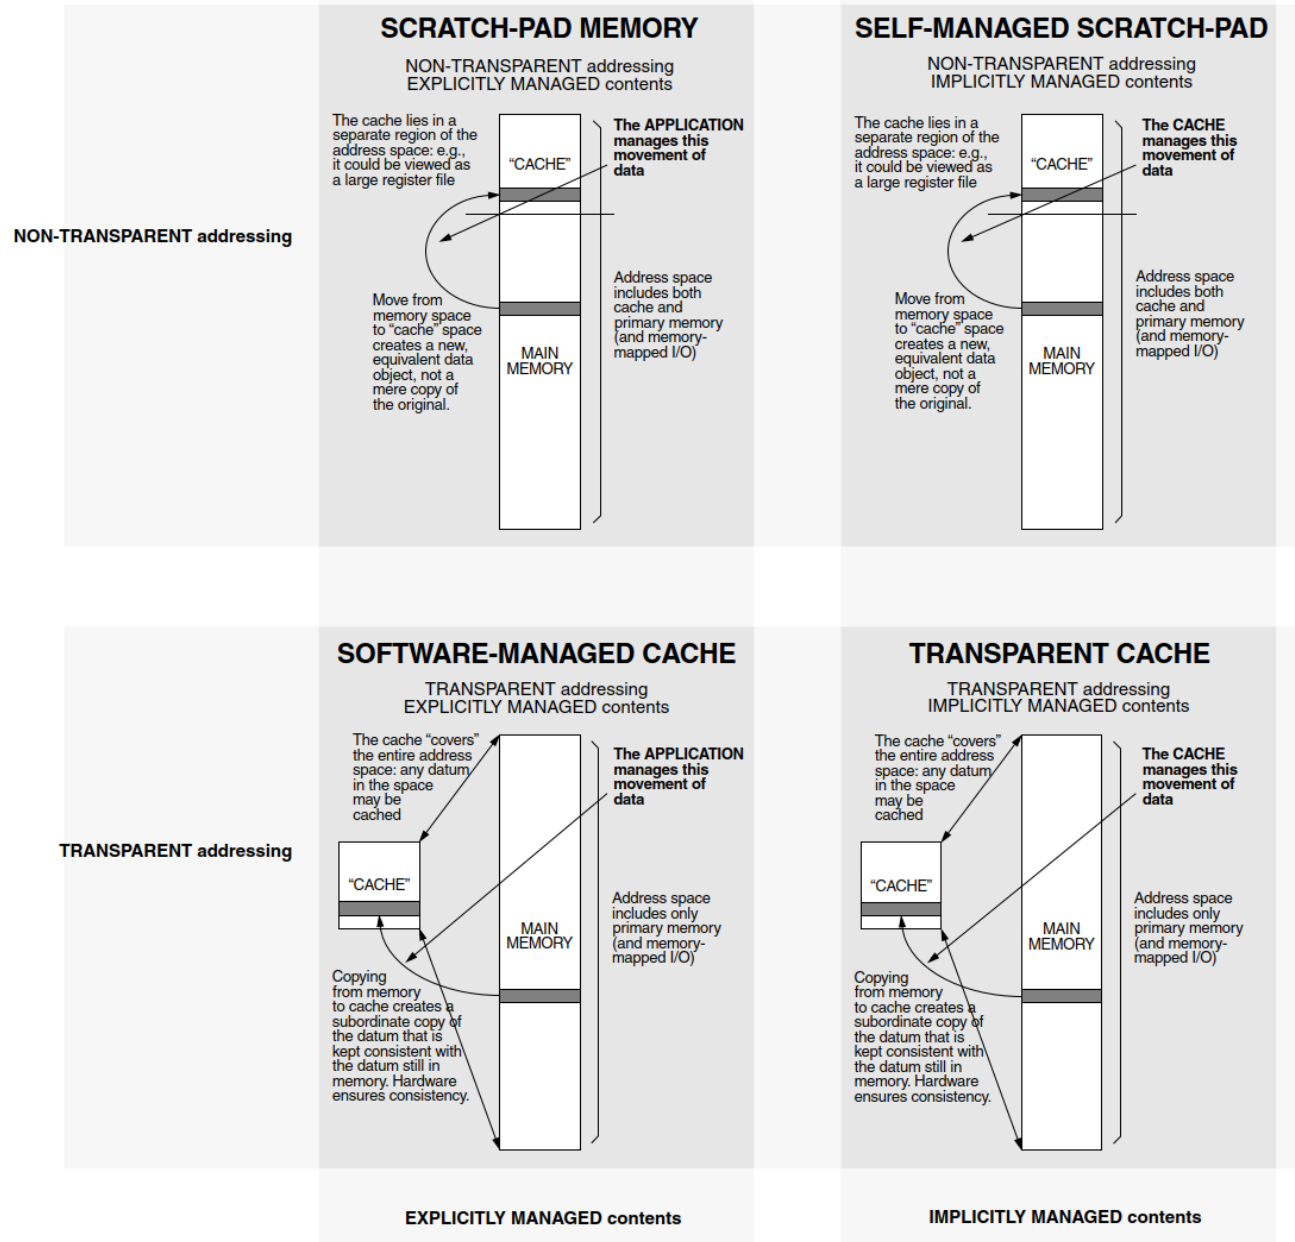 SCRATCH-PAD MEMORY
NON-TRANSPARENT addressing
EXPLICITLY MANAGED contents
The cache lies in a
separate region of the
address space: e.g.,
it could be viewed as
a large register file
"CACHE"
The APPLICATION
manages this
movement of
data
Move from
memory space
to "cache" space
creates a new,
equivalent data
object, not a
mere copy of
the original.
MAIN
MEMORY
Address space
includes both
cache and
primary memory
(and memory-
mapped I/O)
SELF-MANAGED SCRATCH-PAD
NON-TRANSPARENT addressing
IMPLICITLY MANAGED contents
The cache lies in a
separate region of the
address space: e.g.,
it could be viewed as
a large register file
"CACHE"
The CACHE
manages this
movement of
data
Move from
memory space
to "cache" space
creates a new,
equivalent data
object, not a
mere copy of
the original.
MAIN
MEMORY
Address space
includes both
cache and
primary memory
(and memory-
mapped I/O)
NON-TRANSPARENT addressing
SOFTWARE-MANAGED CACHE
TRANSPARENT addressing
EXPLICITLY MANAGED contents
The cache "covers"
the entire address
space: any datum
in the space
may be
cached
The APPLICATION
manages this
movement of
data
"CACHE"
MAIN
MEMORY
Address space
includes only
primary memory
(and memory-
mapped I/O)
Copying
from memory
to cache creates a
subordinate copy of
the datum that is
kept consistent with
the datum still in
memory. Hardware
ensures consistency.
TRANSPARENT CACHE
TRANSPARENT addressing
IMPLICITLY MANAGED contents
The cache "covers"
the entire address
space: any datum
in the space
may be
cached
The CACHE
manages this
movement of
data
"CACHE"
MAIN
MEMORY
Address space
includes only
primary memory
(and memory-
mapped I/O)
Copying
from memory
to cache creates a
subordinate copy of
the datum that is
kept consistent with
the datum still in
memory. Hardware
ensures consistency.
TRANSPARENT addressing
EXPLICITLY MANAGED contents
IMPLICITLY MANAGED contents